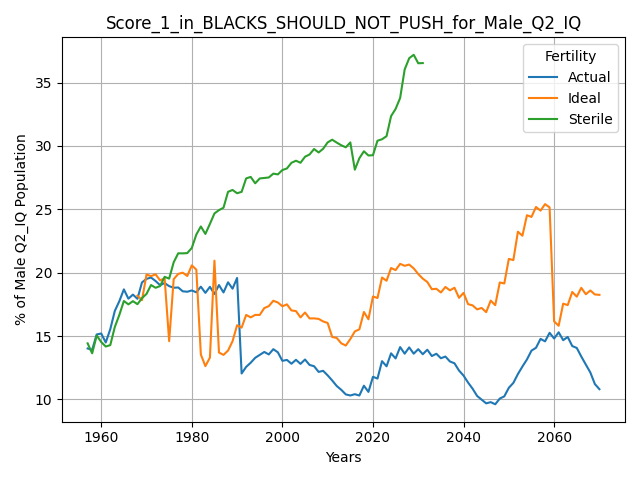 Score_1_in_BLACKS_SHOULD_NOT_PUSH_for_Male_Q2_IQ
% of Male Q2_IQ Population
35
30
25
20
15
10
Fertility
Actual
Ideal
Sterile
1960 1980 2000 2020 2040 2060
Years